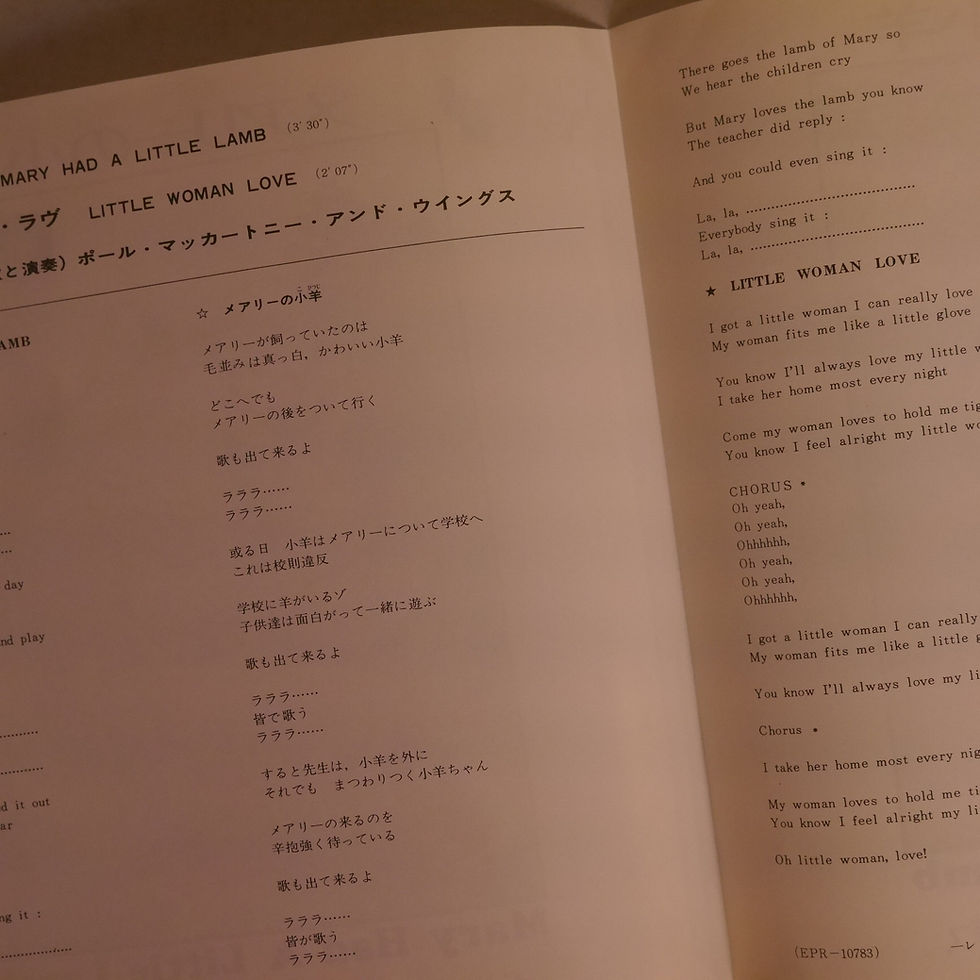 MARY HAD A LITTLE LAMB (3′30″)
・ラヴ LITTLE WOMAN LOVE (2′07″)
と演奏）ポール・マッカートニー・アンド・ウイングス
LAMB
day
and play
ed it out
ar
ng it :
☆ メアリーの小羊
メアリーが飼っていたのは
毛並みは真っ白，かわいい小羊
どこへでも
メアリーの後をついて行く
歌も出て来るよ
ラララ……
ラララ……
或る日　小羊はメアリーについて学校へ
これは校則違反
学校に羊がいるゾ
子供達は面白がって一緒に遊ぶ
歌も出て来るよ
ラララ……
皆で歌う
ラララ……
すると先生は，小羊を外に
それでも　まつわりつく小羊ちゃん
メアリーの来るのを
辛抱強く待っている
歌も出て来るよ
ラララ……
皆が歌う
ラララ……
There goes the lamb of Mary so
We hear the children cry
But Mary loves the lamb you know
The teacher did reply :
And you could even sing it :
La, la, ........................................
Everybody sing it :
La, la, ........................................
★ LITTLE WOMAN LOVE
I got a little woman I can really love
My woman fits me like a little glove
You know I'll always love my little w
I take her home most every night
Come my woman loves to hold me tig
You know I feel alright my little wo
CHORUS *
Oh yeah,
Oh yeah,
Ohhhhhh,
Oh yeah,
Oh yeah,
Ohhhhhh,
I got a little woman I can really
My woman fits me like a little g
You know I'll always love my li
Chorus *
I take her home most every nig
My woman loves to hold me ti
You know I feel alright my li
Oh little woman, love!
(EPR－10783)
―レ